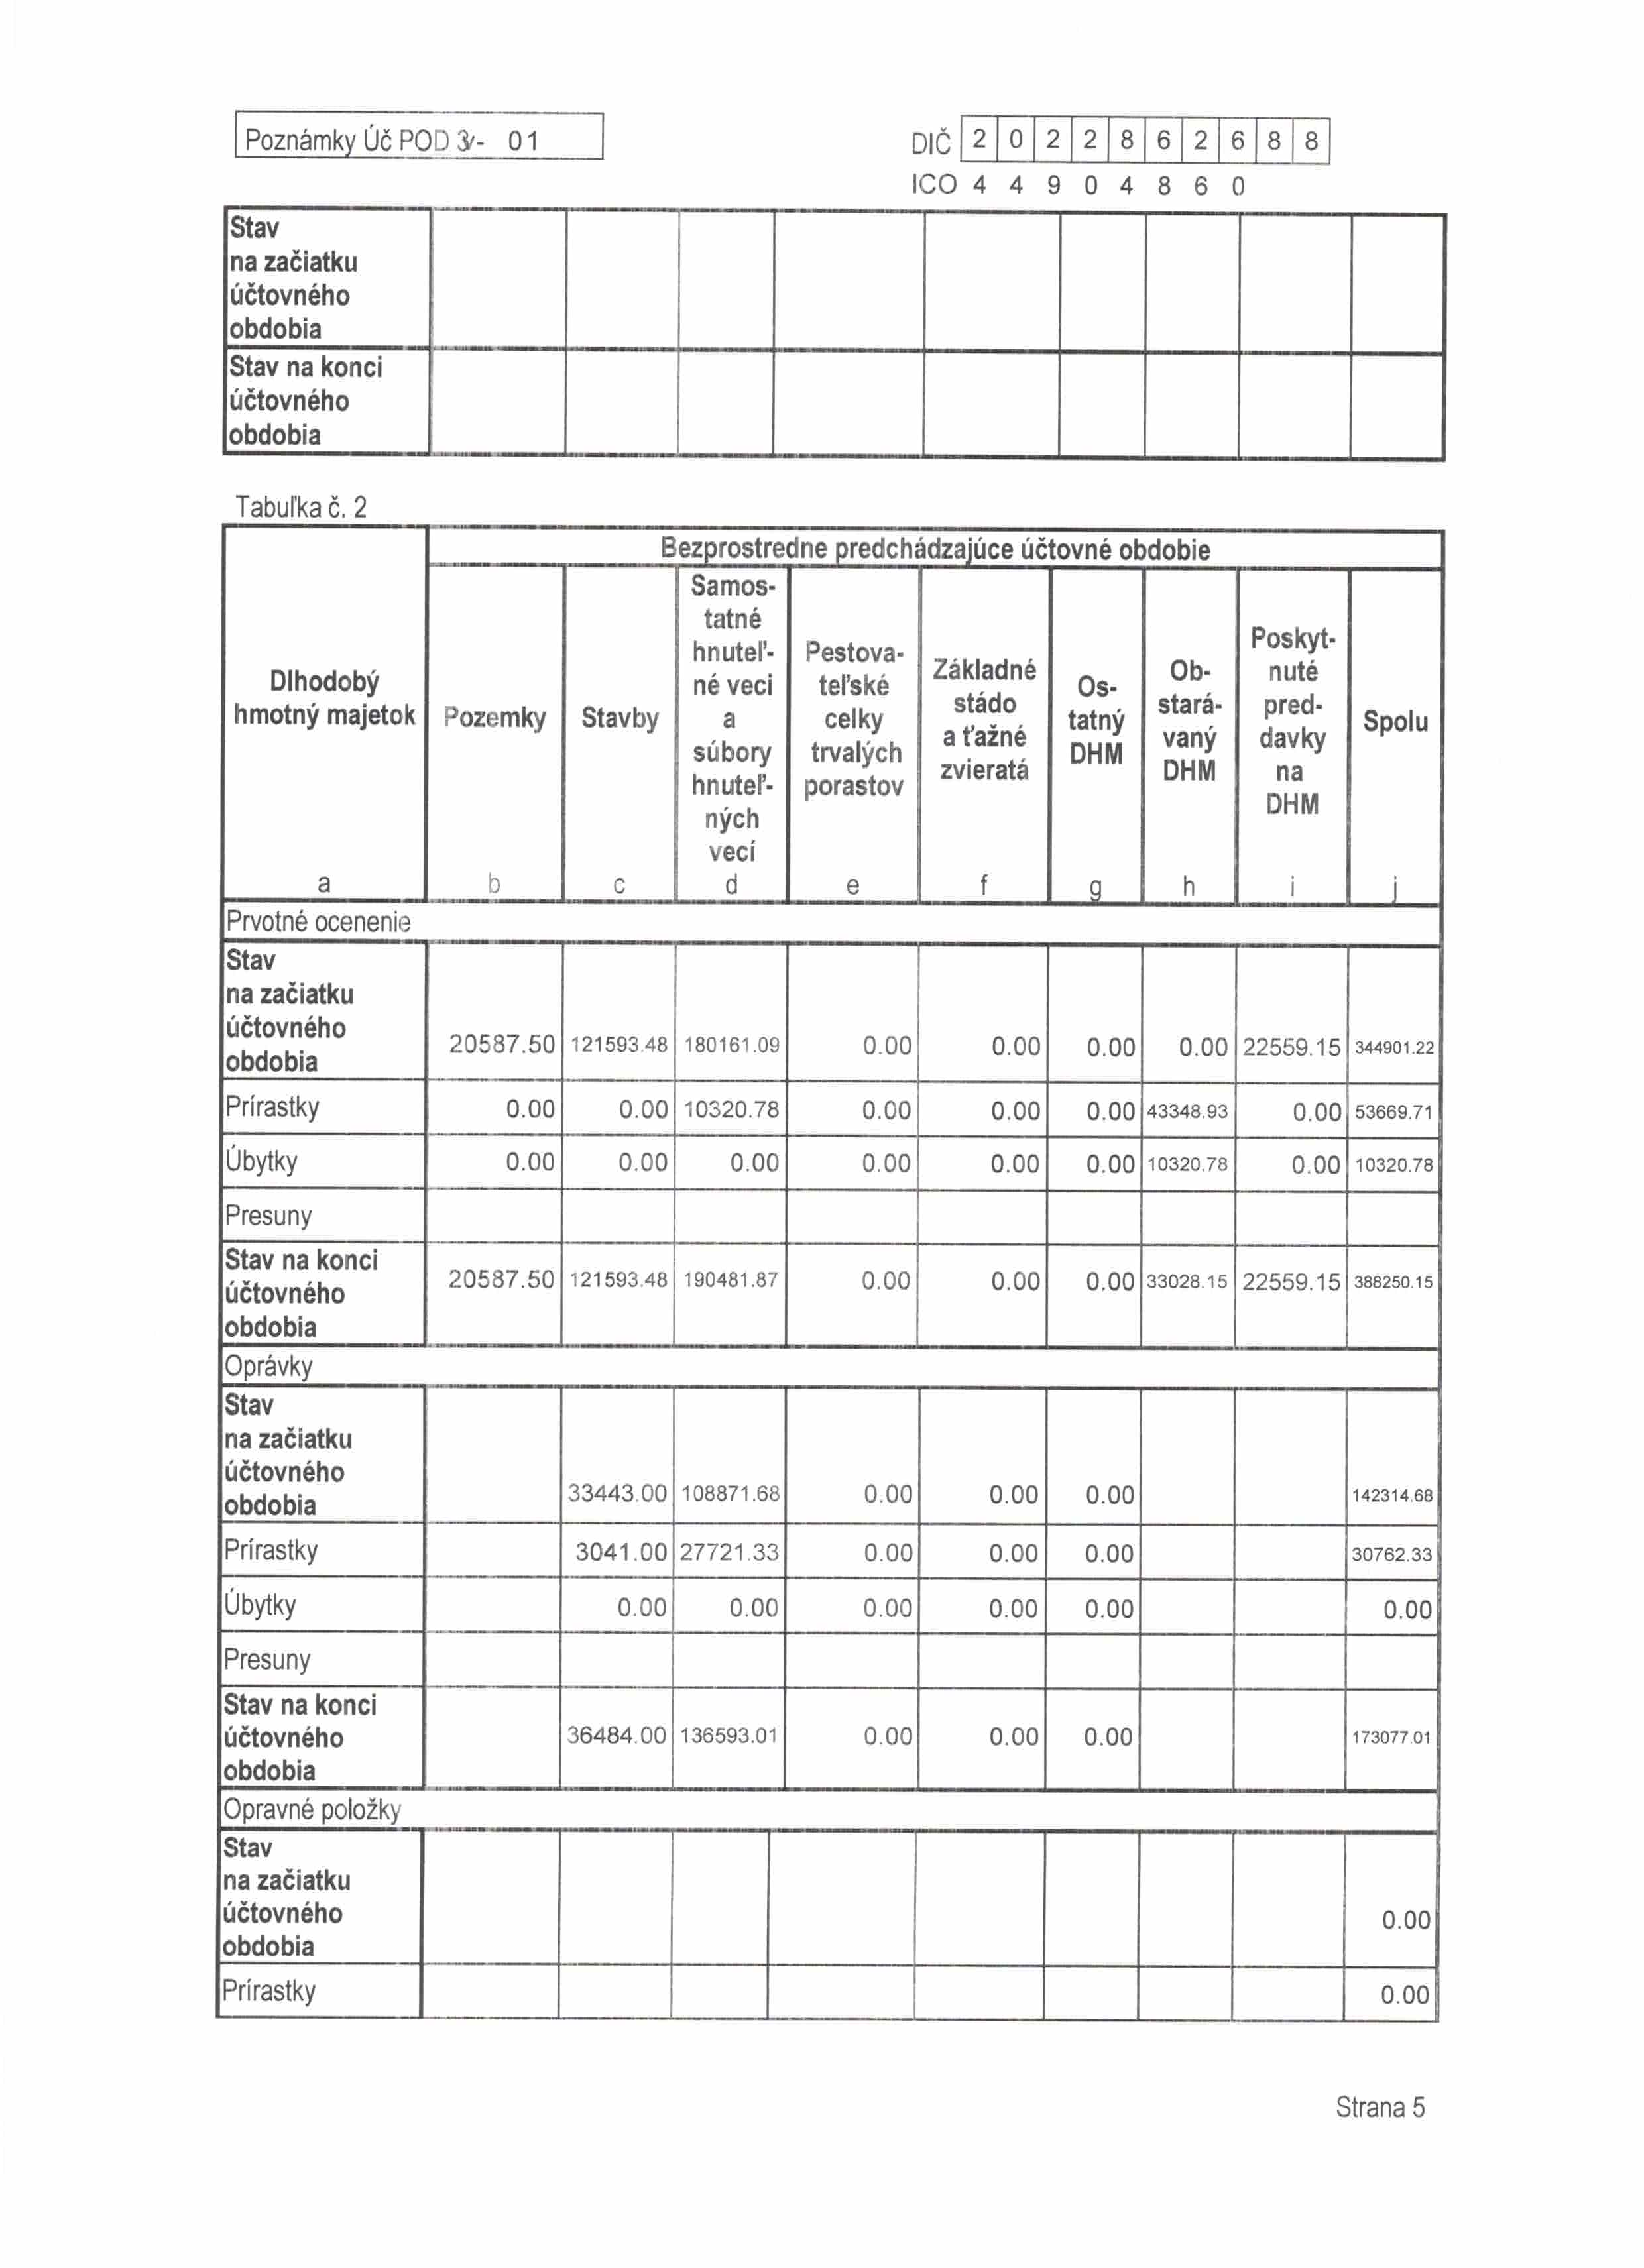 Poznámky Úč POD 3v- 01
DIČ 2 0 2 2 8 6 2 6 8 8
ICO 4 4 9 0 4 8 6 0
Stav
na začiatku
účtovného
obdobia
Stav na konci
účtovného
obdobia
Tabuľka č. 2
Bezprostredne predchádzajúce účtovné obdobie
Dlhodobý
hmotný majetok
Pozemky
Stavby
Samos-
tatné
hnuteľ-
né veci
a
súbory
hnuteľ-
ných
vecí
Pestova-
teľské
celky
trvalých
porastov
Základné
stádo
a ťažné
zvieratá
Os-
tatný
DHM
Ob-
stará-
vaný
DHM
Poskyt-
nuté
pred-
davky
na
DHM
Spolu
a b c d e f g h i j
Prvotné ocenenie
Stav
na začiatku
účtovného
obdobia 20587.50 121593.48 180161.09 0.00 0.00 0.00 0.00 22559.15 344901.22
Prírastky 0.00 0.00 10320.78 0.00 0.00 0.00 43348.93 0.00 53669.71
Úbytky 0.00 0.00 0.00 0.00 0.00 0.00 10320.78 0.00 10320.78
Presuny
Stav na konci
účtovného 20587.50 121593.48 190481.87 0.00 0.00 0.00 33028.15 22559.15 388250.15
obdobia
Oprávky
Stav
na začiatku
účtovného
obdobia 33443.00 108871.68 0.00 0.00 0.00 142314.68
Prírastky 3041.00 27721.33 0.00 0.00 0.00 30762.33
Úbytky 0.00 0.00 0.00 0.00 0.00 0.00
Presuny
Stav na konci
účtovného 36484.00 136593.01 0.00 0.00 0.00 173077.01
obdobia
Opravné položky
Stav
na začiatku
účtovného
obdobia 0.00
Prírastky 0.00
Strana 5